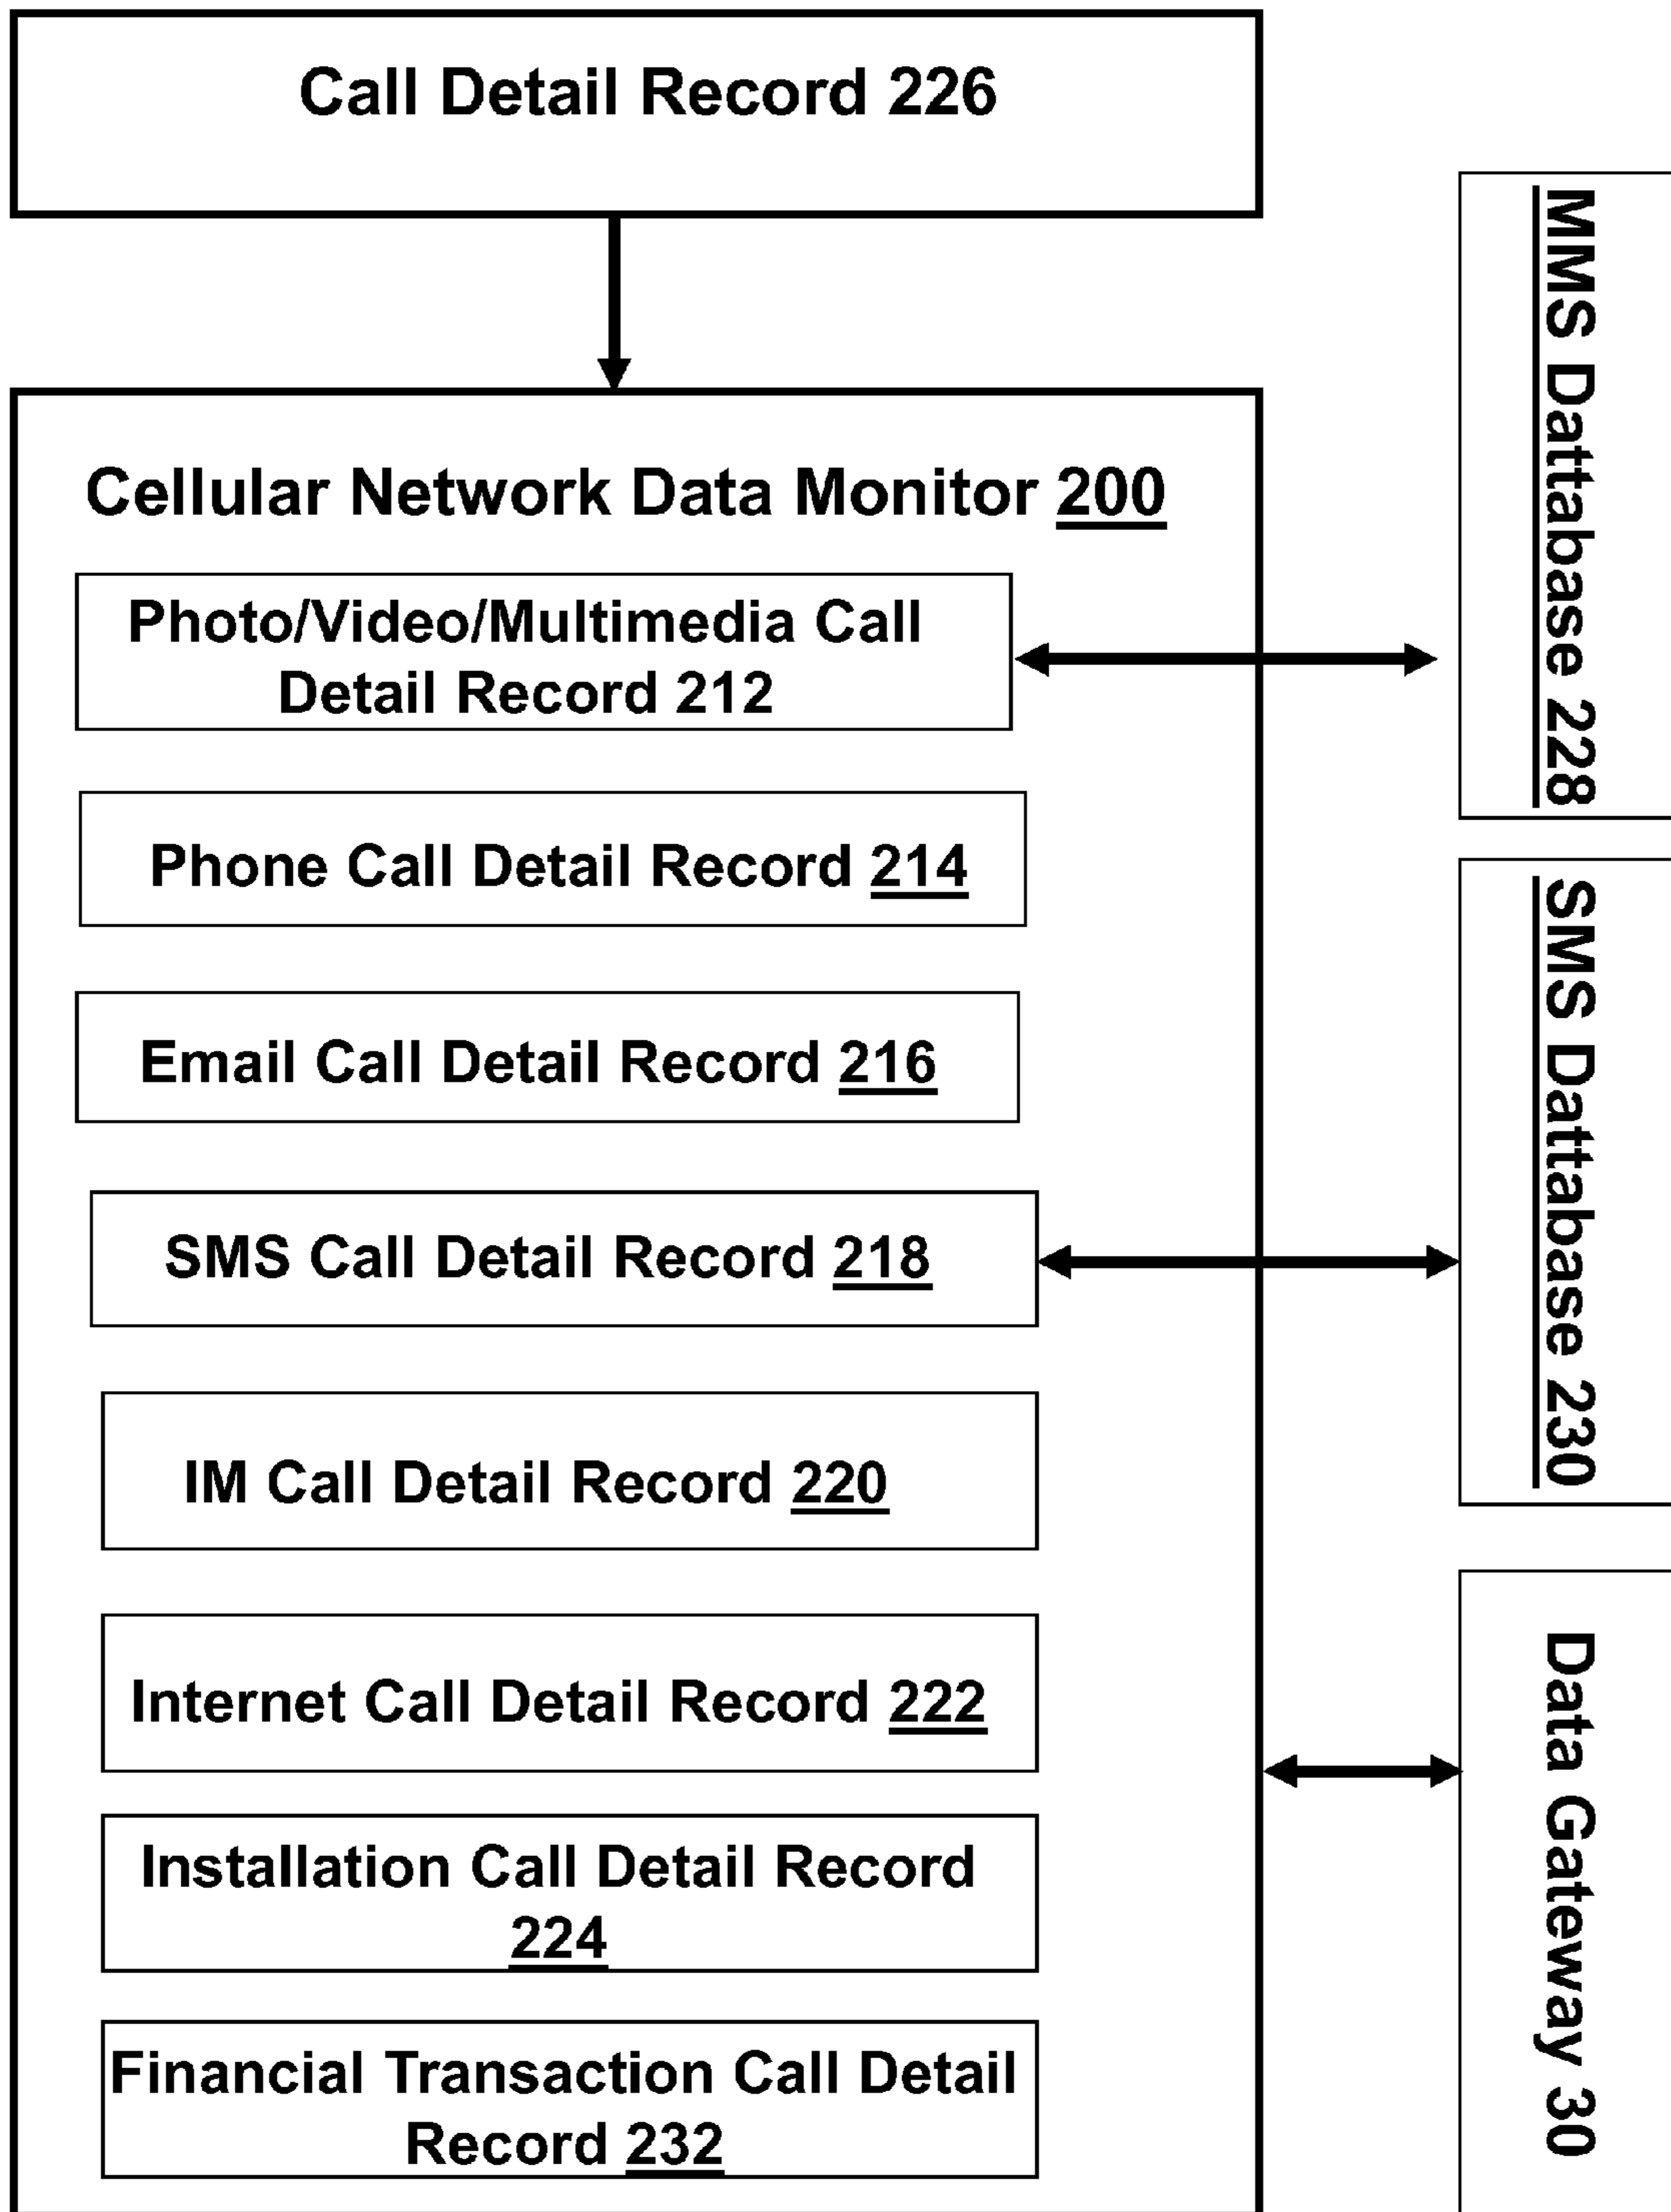 Call Detail Record 226
Cellular Network Data Monitor 200
Photo/Video/Multimedia Call
Detail Record 212
Phone Call Detail Record 214
Email Call Detail Record 216
SMS Call Detail Record 218
IM Call Detail Record 220
Internet Call Detail Record 222
Installation Call Detail Record
224
Financial Transaction Call Detail
Record 232
MMS Dattabase 228
SMS Dattabase 230
Data Gateway 30